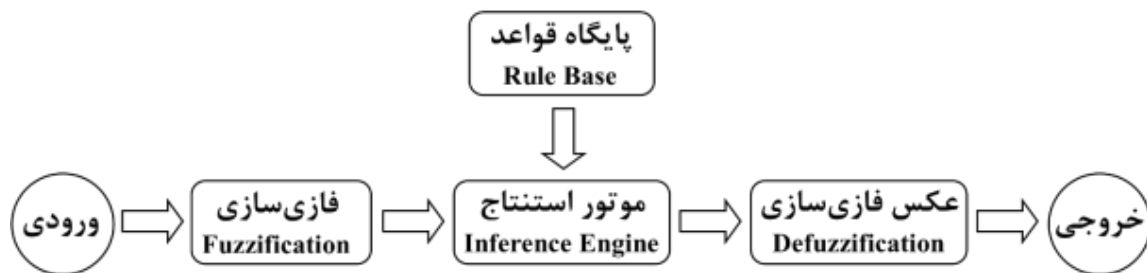 پایگاه قواعد
Rule Base
ورودی
فازی‌سازی
Fuzzification
موتور استنتاج
Inference Engine
عکس فازی‌سازی
Defuzzification
خروجی